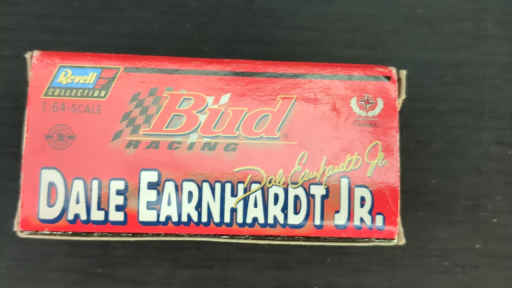 Revell
COLLECTION
1:64 SCALE
Bud
RACING
Dale Earnhardt Jr.
DALE EARNHARDT JR.